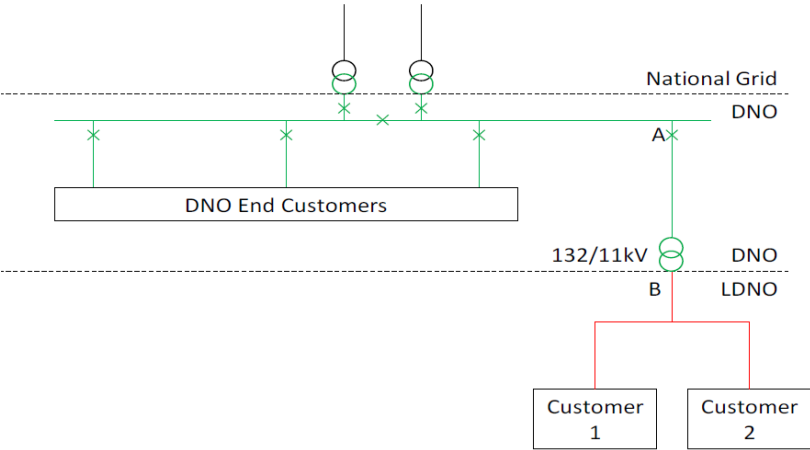 National Grid
DNO
A
DNO End Customers
132/11kV
DNO
B
LDNO
Customer
1
Customer
2